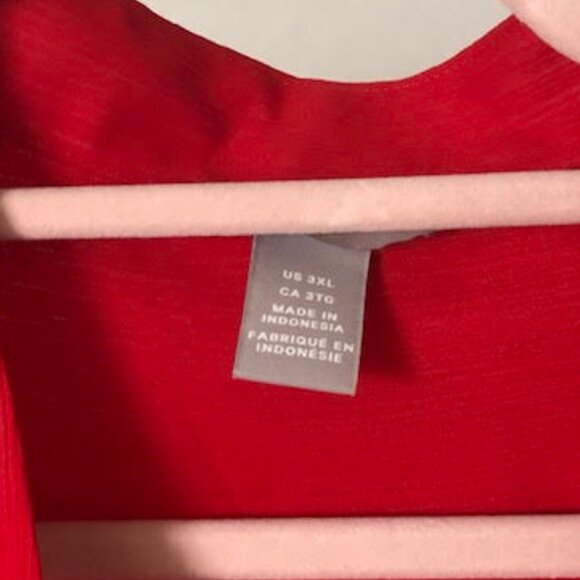 US 3XL
CA 3TG
MADE IN
INDONESIA
FABRIQUÉ EN
INDONÉSIE